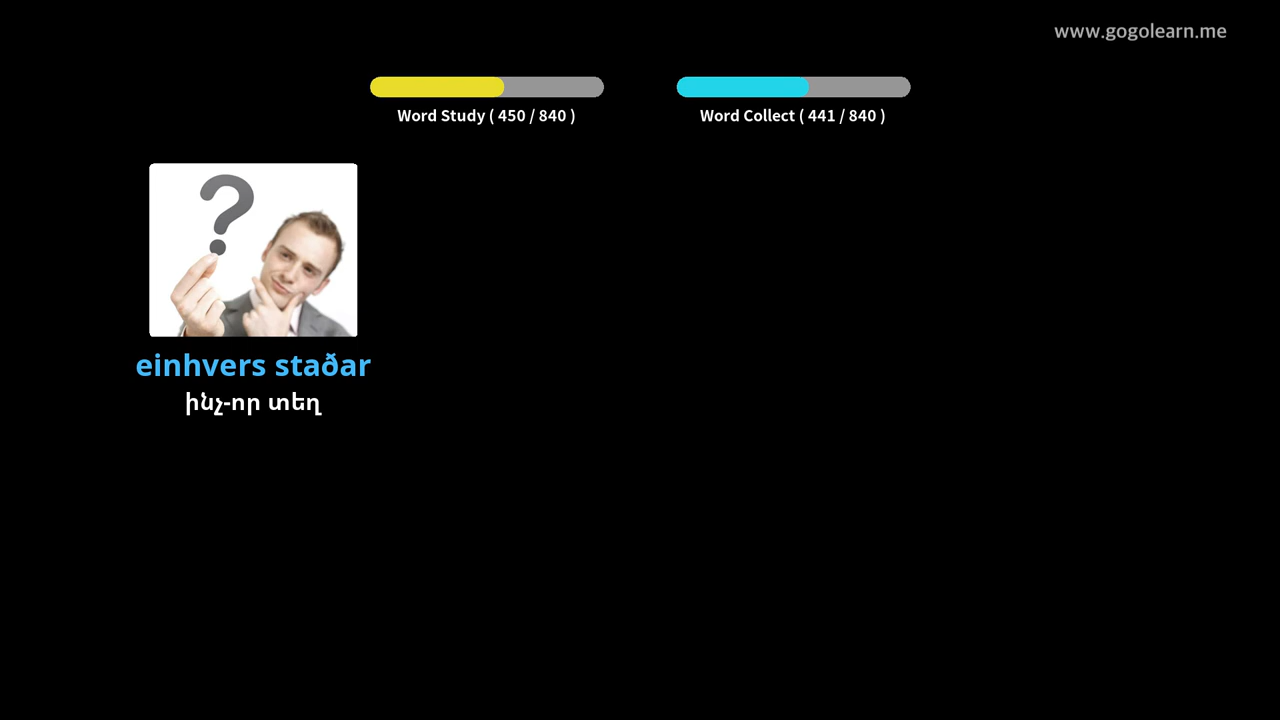 www.gogolearn.me
Word Study ( 450 / 840 )
Word Collect ( 441 / 840 )
einhvers staðar
ինչ-որ տեղ